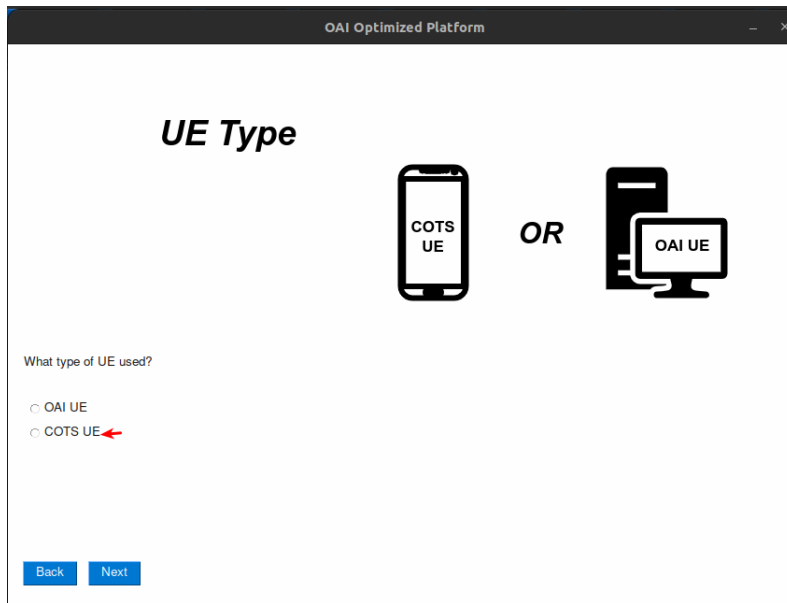 OAI Optimized Platform
UE Type
COTS
UE
OR
OAI UE
What type of UE used?
OAI UE
COTS UE
Back
Next